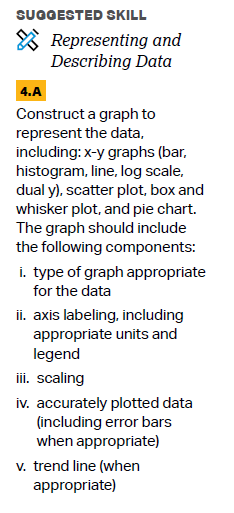 SUGGESTED SKILL
Representing and
Describing Data
4.A
Construct a graph to
represent the data,
including: x-y graphs (bar,
histogram, line, log scale,
dual y), scatter plot, box and
whisker plot, and pie chart.
The graph should include
the following components:
i. type of graph appropriate
for the data
ii. axis labeling, including
appropriate units and
legend
iii. scaling
iv. accurately plotted data
(including error bars
when appropriate)
v. trend line (when
appropriate)